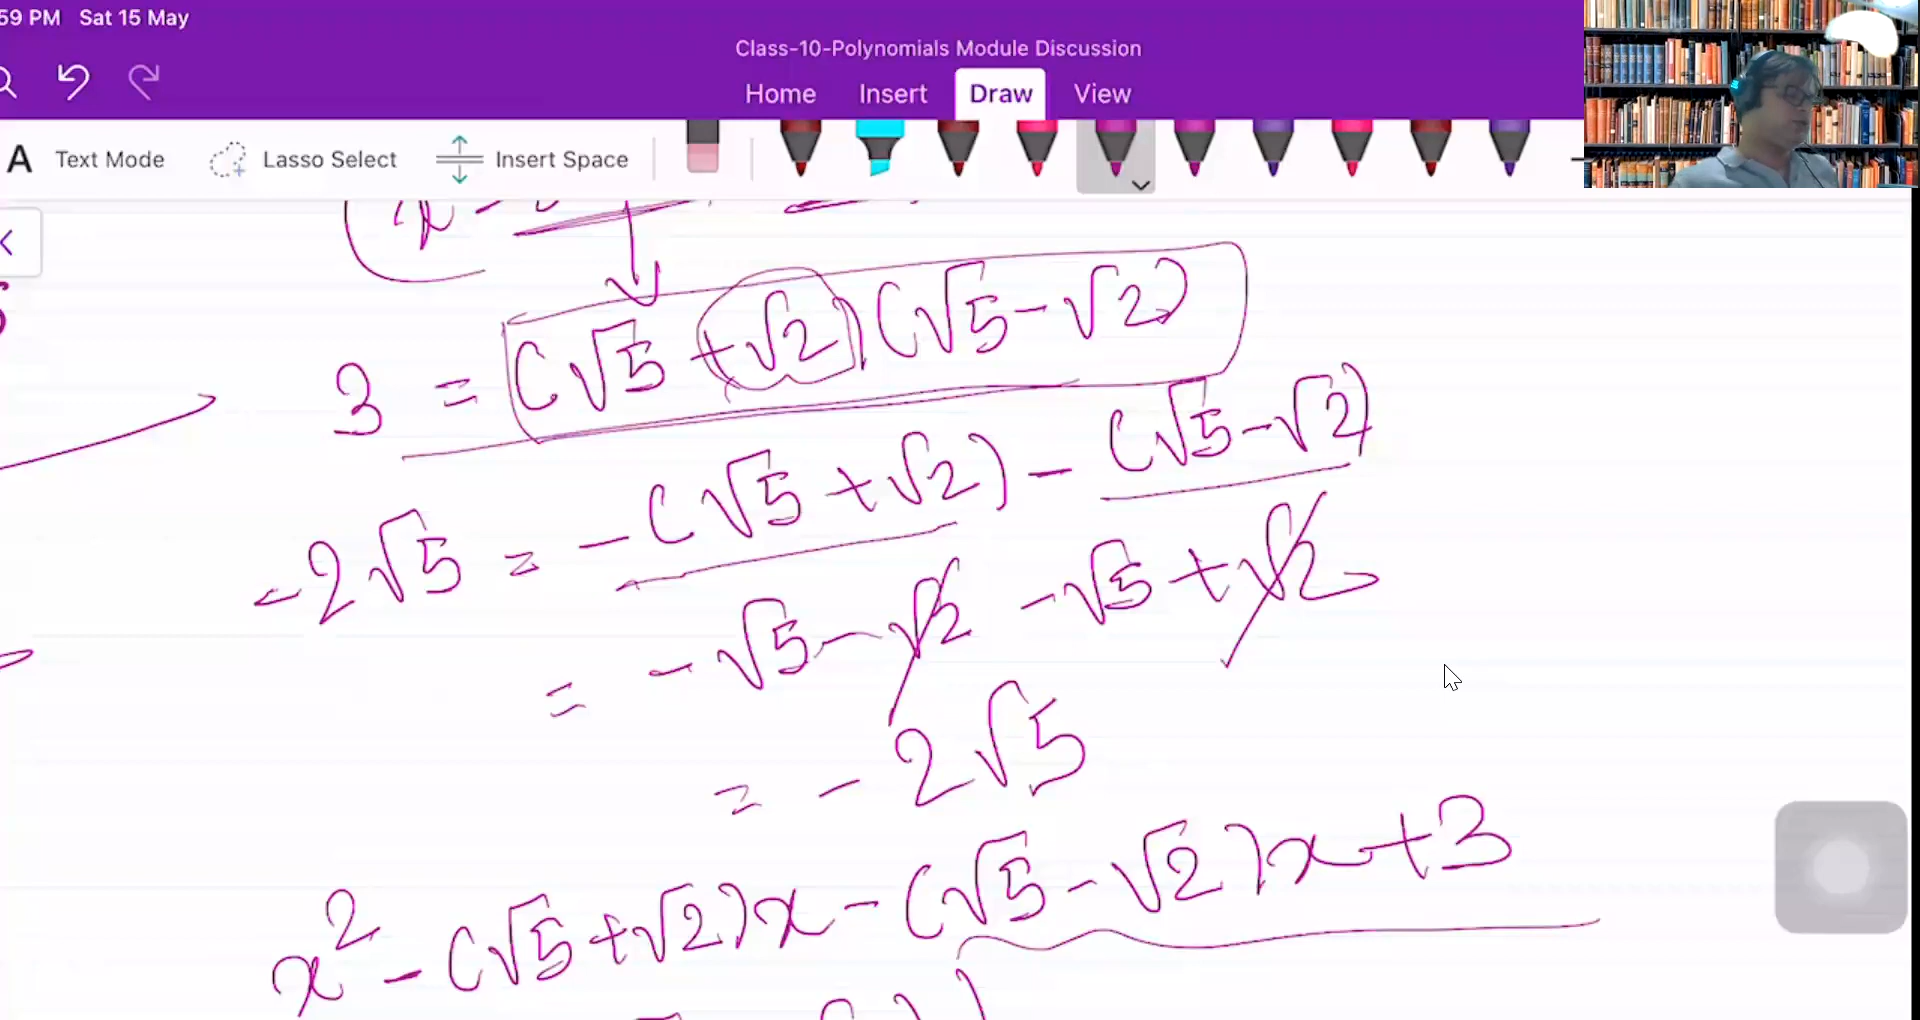 59 PM Sat 15 May
Class-10-Polynomials Module Discussion
Home Insert Draw View
A Text Mode Lasso Select Insert Space
3 = (√5 + √2) (√5 - √2)
-2√5 = -(√5 + √2) - (√5 - √2)
= -√5 - √2 - √5 + √2
= -2√5
x² - (√5 + √2)x - (√5 - √2)x + 3